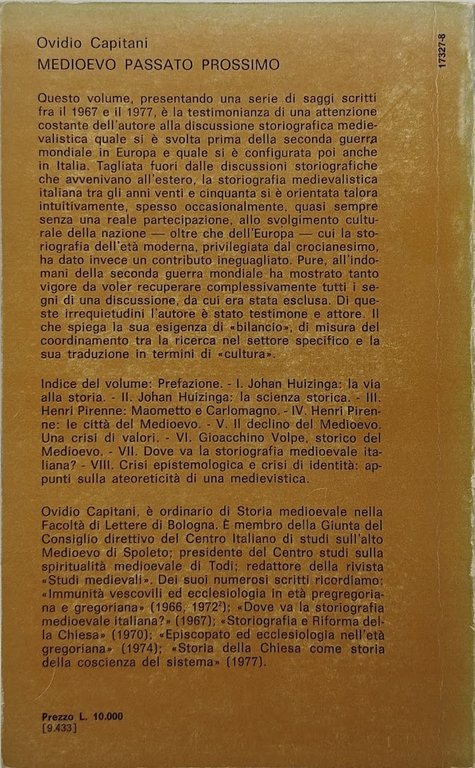 Ovidio Capitani
MEDIOEVO PASSATO PROSSIMO
17327-8
Questo volume, presentando una serie di saggi scritti
fra il 1967 e il 1977, è la testimonianza di una attenzione
costante dell'autore alla discussione storiografica medie-
valistica quale si è svolta prima della seconda guerra
mondiale in Europa e quale si è configurata poi anche
in Italia. Tagliata fuori dalle discussioni storiografiche
che avvenivano all'estero, la storiografia medievalistica
italiana tra gli anni venti e cinquanta si è orientata talora
intuitivamente, spesso occasionalmente, quasi sempre
senza una reale partecipazione, allo svolgimento cultu-
rale della nazione — oltre che dell'Europa — cui la sto-
riografia dell'età moderna, privilegiata dal crocianesimo,
ha dato invece un contributo ineguagliato. Pure, all'indo-
mani della seconda guerra mondiale ha mostrato tanto
vigore da voler recuperare complessivamente tutti i se-
gni di una discussione, da cui era stata esclusa. Di que-
ste irrequietudini l'autore è stato testimone e attore. Il
che spiega la sua esigenza di «bilancio», di misura del
coordinamento tra la ricerca nel settore specifico e la
sua traduzione in termini di «cultura».
Indice del volume: Prefazione. - I. Johan Huizinga: la via
alla storia. - II. Johan Huizinga: la scienza storica. - III.
Henri Pirenne: Maometto e Carlomagno. - IV. Henri Piren-
ne: le città del Medioevo. - V. Il declino del Medioevo.
Una crisi di valori. - VI. Gioacchino Volpe, storico del
Medioevo. - VII. Dove va la storiografia medioevale ita-
liana? - VIII. Crisi epistemologica e crisi di identità: ap-
punti sulla ateoreticità di una medievistica.
Ovidio Capitani, è ordinario di Storia medioevale nella
Facoltà di Lettere di Bologna. È membro della Giunta del
Consiglio direttivo del Centro Italiano di studi sull'alto
Medioevo di Spoleto; presidente del Centro studi sulla
spiritualità medioevale di Todi; redattore della rivista
«Studi medievali». Dei suoi numerosi scritti ricordiamo:
«Immunità vescovili ed ecclesiologia in età pregregoria-
na e gregoriana» (1966, 1972²); «Dove va la storiografia
medioevale italiana?» (1967); «Storiografia e Riforma del-
la Chiesa» (1970); «Episcopato ed ecclesiologia nell'età
gregoriana» (1974); «Storia della Chiesa come storia
della coscienza del sistema» (1977).
Prezzo L. 10.000
[9.433]